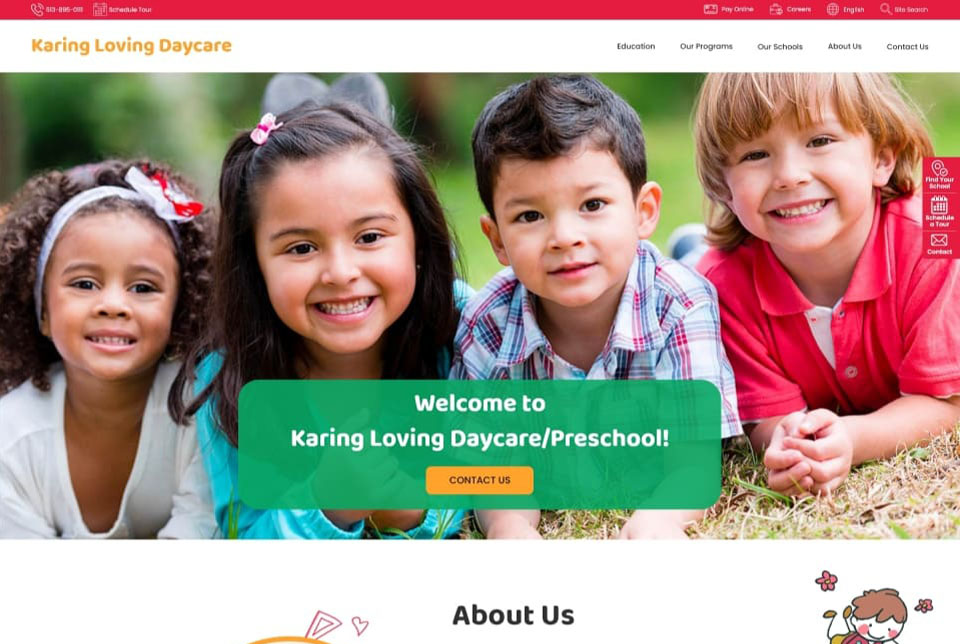 513-895-0111
Schedule Tour
Pay Online
Careers
English
Site Search
Karing Loving Daycare
Education
Our Programs
Our Schools
About Us
Contact Us
Find Your
School
Schedule
a Tour
Contact
Welcome to
Karing Loving Daycare/Preschool!
CONTACT US
About Us